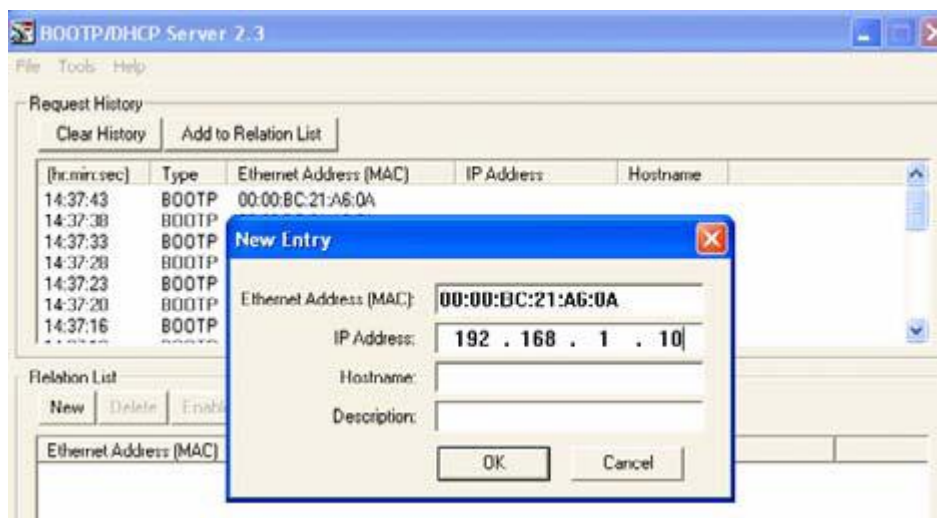 BOOTP/DHCP Server 2.3
File Tools Help
Request History
Clear History Add to Relation List
(hr:min:sec) Type Ethernet Address (MAC) IP Address Hostname
14:37:43 BOOTP 00:00:BC:21:A6:0A
14:37:38 BOOTP
14:37:33 BOOTP
14:37:28 BOOTP
14:37:23 BOOTP
14:37:20 BOOTP
14:37:16 BOOTP
New Entry
Ethernet Address (MAC): 00:00:BC:21:A6:0A
IP Address: 192 . 168 . 1 . 10
Hostname:
Description:
OK Cancel
Relation List
New Delete
Ethernet Address (MAC)